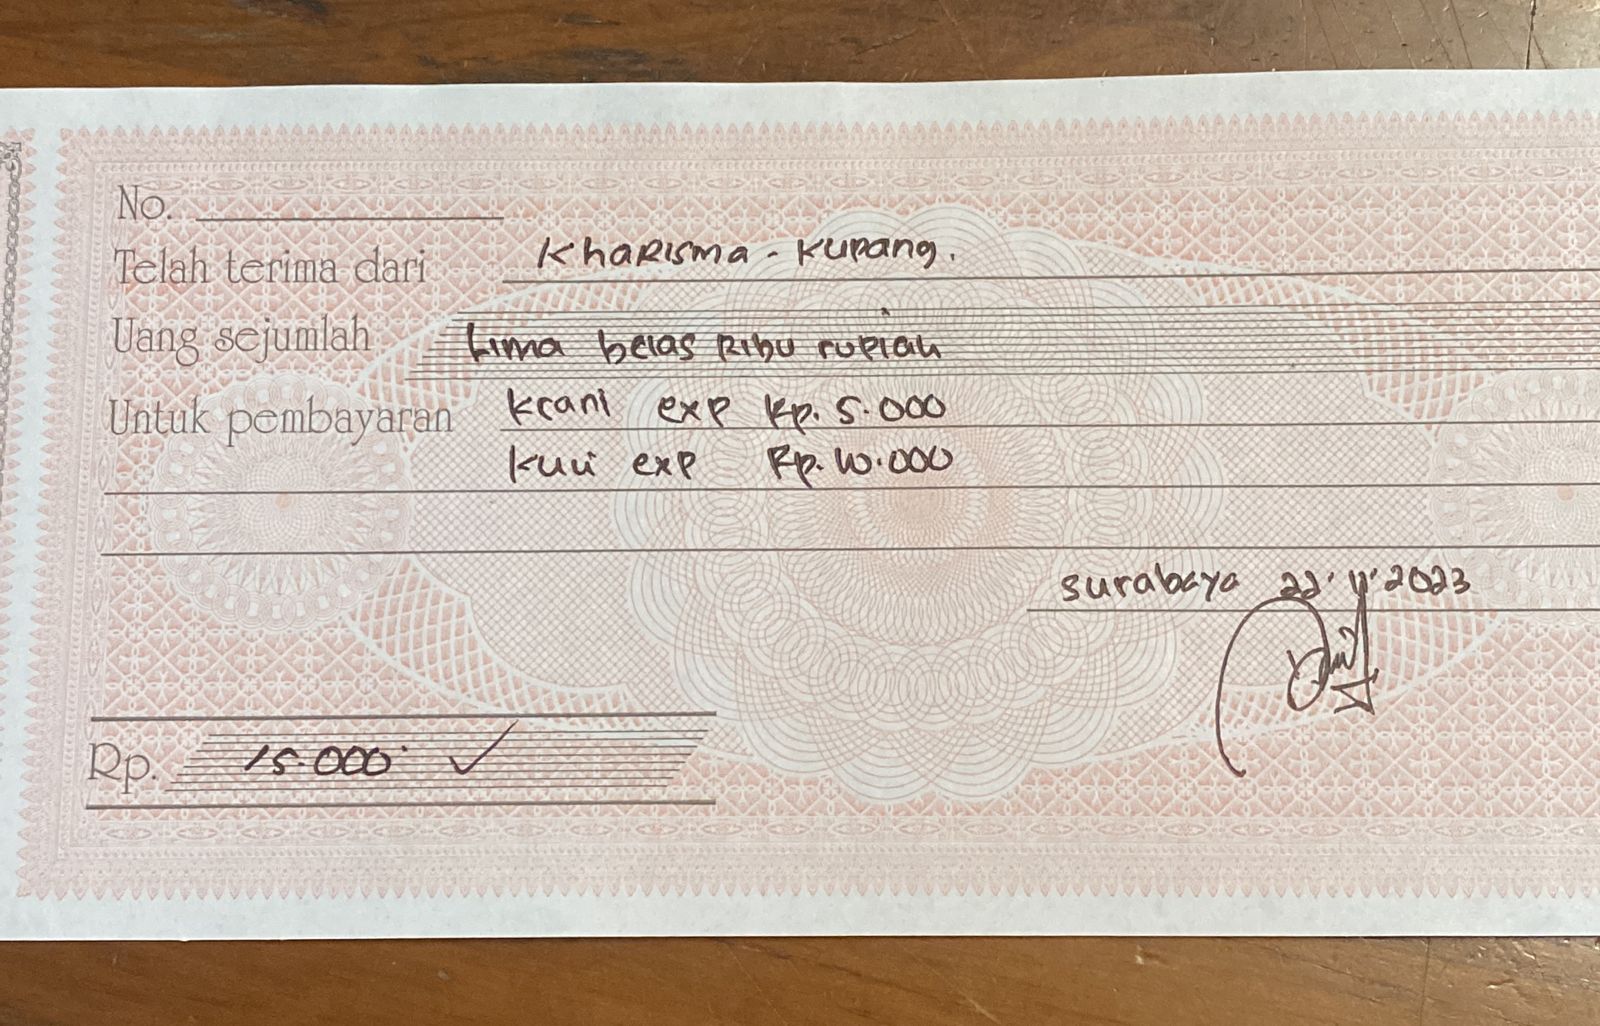 No.
Telah terima dari Kharisma - Kupang.
Uang sejumlah Lima belas Ribu rupiah
Untuk pembayaran Krani exp Rp. 5.000
Kuli exp Rp. 10.000
Surabaya 22'11'2023
Rp. 15.000